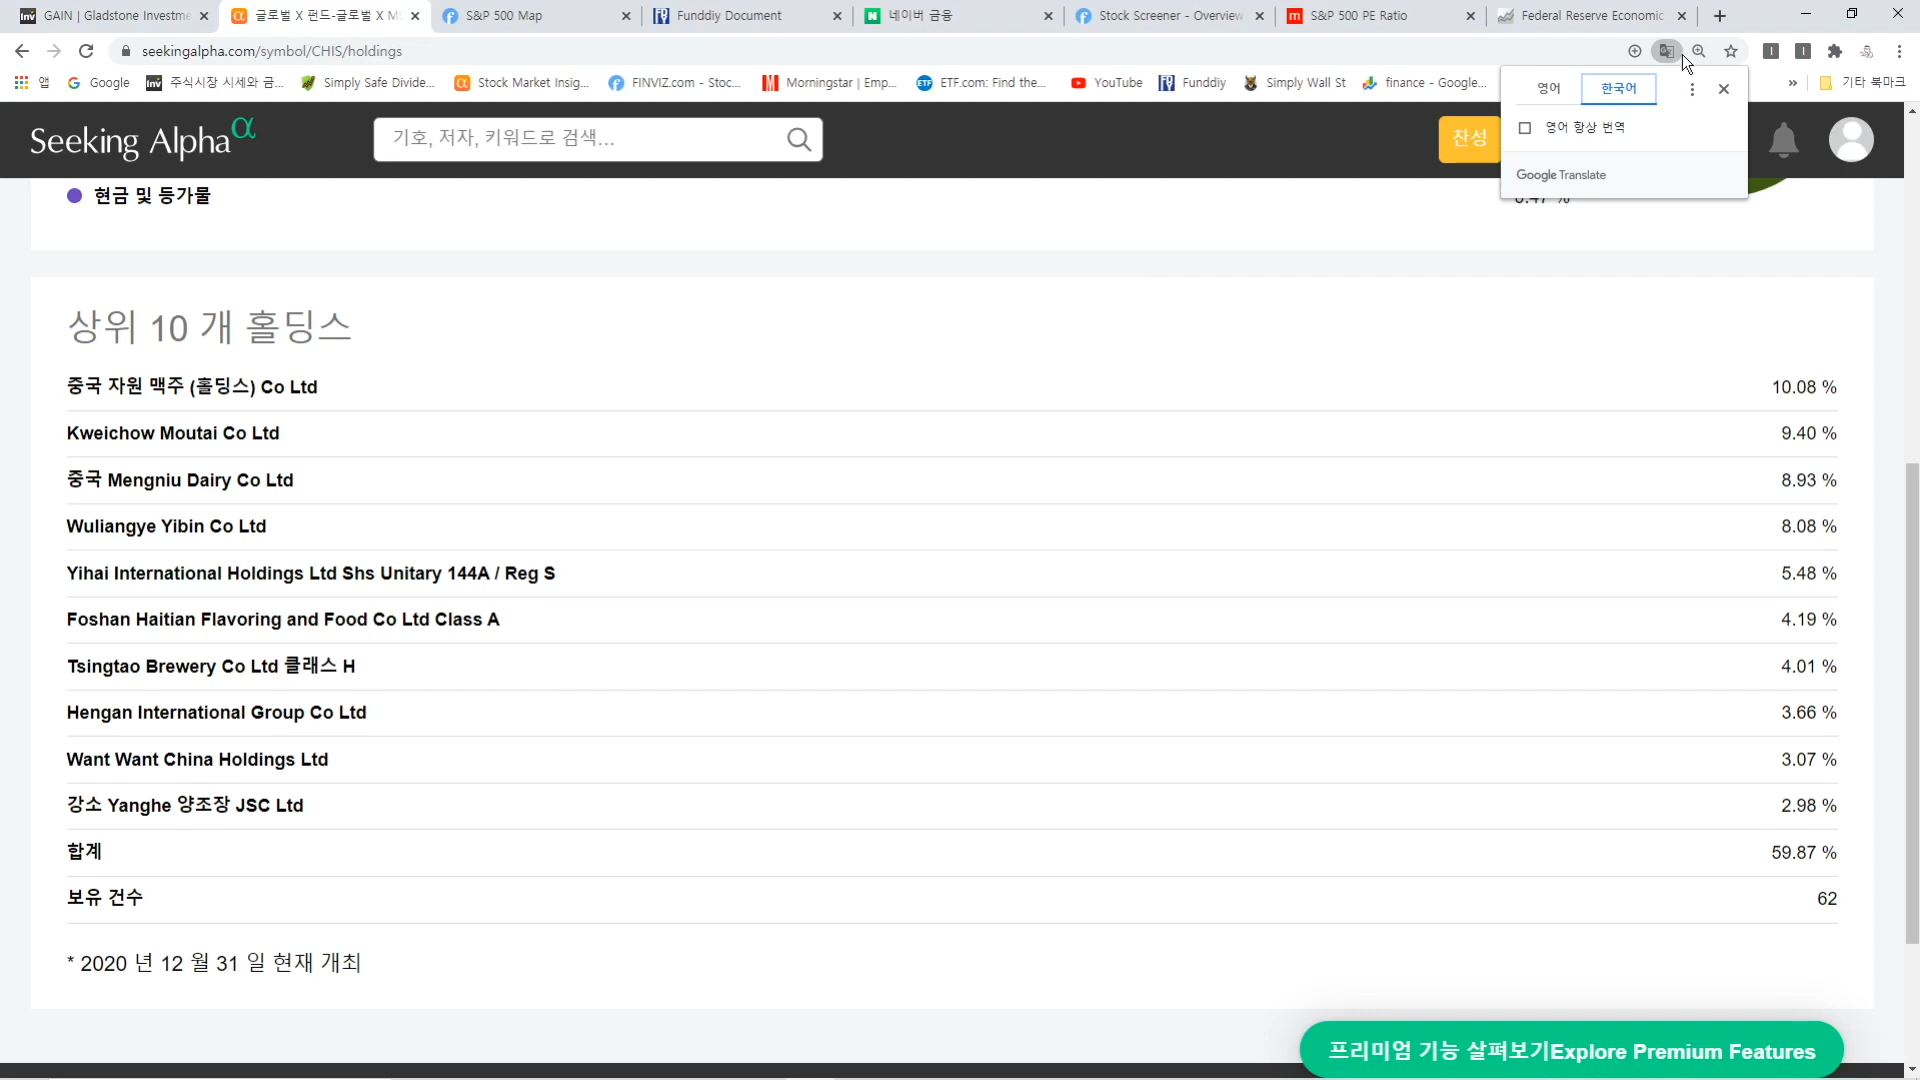 GAIN | Gladstone Investme
글로벌 X 펀드-글로벌 X M
S&P 500 Map
Funddiy Document
네이버 금융
Stock Screener - Overview
S&P 500 PE Ratio
Federal Reserve Economic
seekingalpha.com/symbol/CHIS/holdings
앱
Google
주식시장 시세와 금...
Simply Safe Divide...
Stock Market Insig...
FINVIZ.com - Stoc...
Morningstar | Emp...
ETF.com: Find the...
YouTube
Funddiy
Simply Wall St
finance - Google...
»
기타 북마크
영어
한국어
영어 항상 번역
Google Translate
Seeking Alpha α
기호, 저자, 키워드로 검색...
찬성
현금 및 등가물
상위 10 개 홀딩스
중국 자원 맥주 (홀딩스) Co Ltd 10.08 %
Kweichow Moutai Co Ltd 9.40 %
중국 Mengniu Dairy Co Ltd 8.93 %
Wuliangye Yibin Co Ltd 8.08 %
Yihai International Holdings Ltd Shs Unitary 144A / Reg S 5.48 %
Foshan Haitian Flavoring and Food Co Ltd Class A 4.19 %
Tsingtao Brewery Co Ltd 클래스 H 4.01 %
Hengan International Group Co Ltd 3.66 %
Want Want China Holdings Ltd 3.07 %
강소 Yanghe 양조장 JSC Ltd 2.98 %
합계 59.87 %
보유 건수 62
* 2020 년 12 월 31 일 현재 개최
프리미엄 기능 살펴보기Explore Premium Features